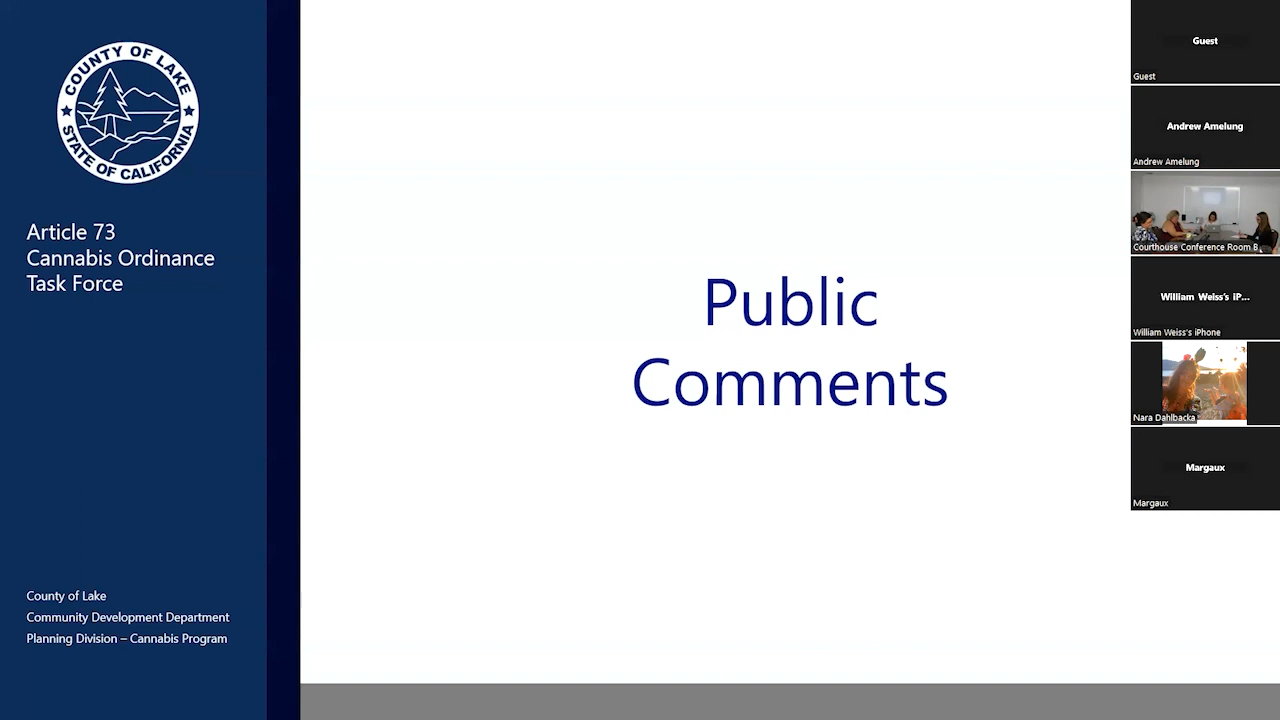 COUNTY OF LAKE
STATE OF CALIFORNIA
Article 73
Cannabis Ordinance
Task Force
County of Lake
Community Development Department
Planning Division – Cannabis Program
Public
Comments
Guest
Guest
Andrew Amelung
Andrew Amelung
Courthouse Conference Room B
William Weiss's iP...
William Weiss's iPhone
Nara Dahlbacka
Margaux
Margaux